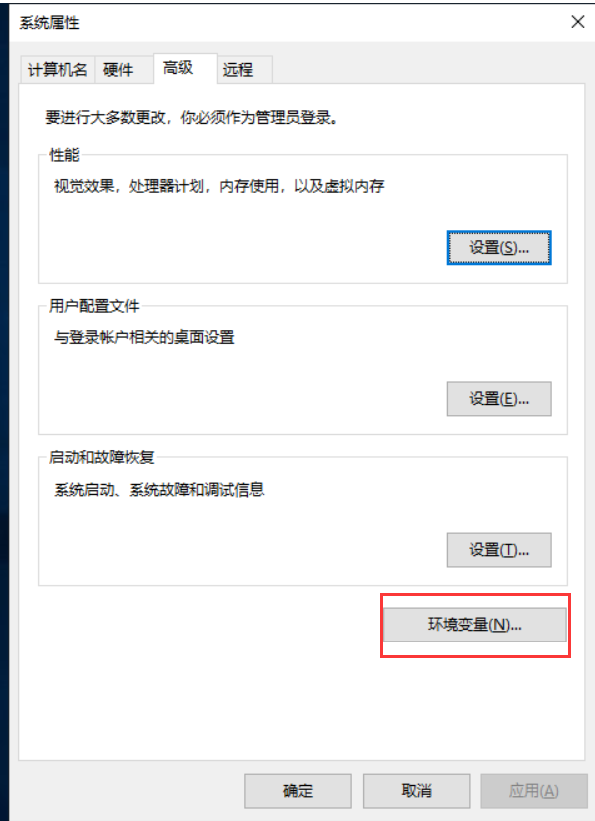 系统属性
计算机名 硬件 高级 远程
要进行大多数更改，你必须作为管理员登录。
性能
视觉效果，处理器计划，内存使用，以及虚拟内存
设置(S)...
用户配置文件
与登录帐户相关的桌面设置
设置(E)...
启动和故障恢复
系统启动、系统故障和调试信息
设置(T)...
环境变量(N)...
确定 取消 应用(A)